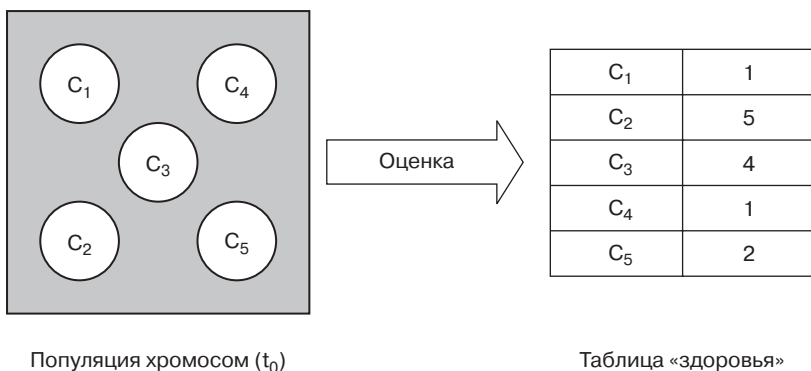 C₁ C₄
C₃
C₂ C₅
Оценка
C₁ 1
C₂ 5
C₃ 4
C₄ 1
C₅ 2
Популяция хромосом (t₀)
Таблица «здоровья»